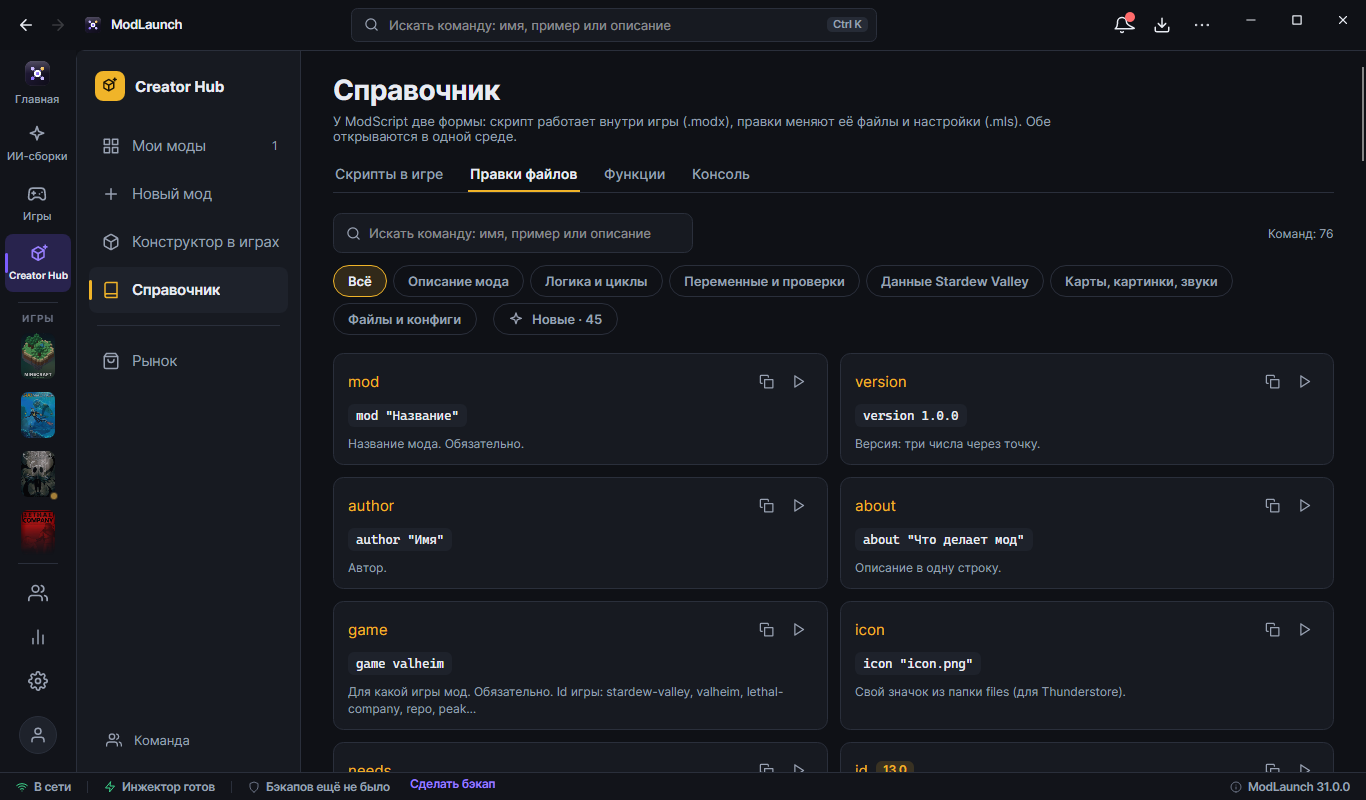 ModLaunch
Искать команду: имя, пример или описание
Ctrl K
Главная
ИИ-сборки
Игры
Creator Hub
ИГРЫ
MINECRAFT
LETHAL
COMPANY
Creator Hub
Мои моды 1
Новый мод
Конструктор в играх
Справочник
Рынок
Команда
Справочник
У ModScript две формы: скрипт работает внутри игры (.modx), правки меняют её файлы и настройки (.mls). Обе
открываются в одной среде.
Скрипты в игре Правки файлов Функции Консоль
Искать команду: имя, пример или описание
Команд: 76
Всё Описание мода Логика и циклы Переменные и проверки Данные Stardew Valley Карты, картинки, звуки
Файлы и конфиги Новые · 45
mod
mod "Название"
Название мода. Обязательно.
version
version 1.0.0
Версия: три числа через точку.
author
author "Имя"
Автор.
about
about "Что делает мод"
Описание в одну строку.
game
game valheim
Для какой игры мод. Обязательно. Id игры: stardew-valley, valheim, lethal-
company, repo, peak...
icon
icon "icon.png"
Свой значок из папки files (для Thunderstore).
needs
id 13.0
В сети
Инжектор готов
Бэкапов ещё не было
Сделать бэкап
ModLaunch 31.0.0